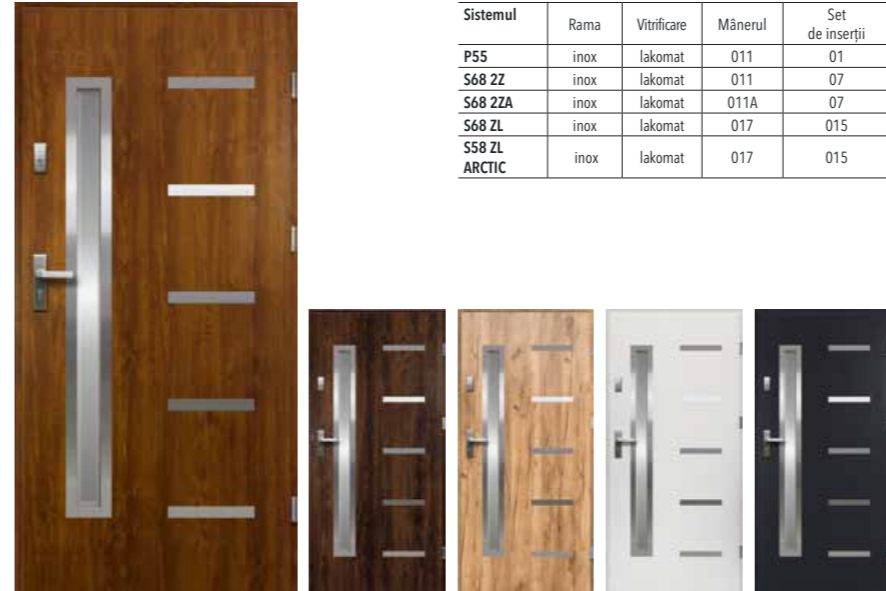 Sistemul Rama Vitrificare Mânerul Set de inserții
P55 inox lakomat 011 01
S68 2Z inox lakomat 011 07
S68 2ZA inox lakomat 011A 07
S68 ZL inox lakomat 017 015
S58 ZL ARCTIC inox lakomat 017 015